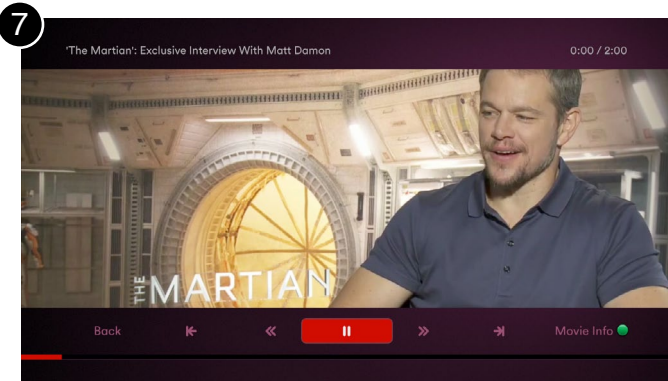 7
'The Martian': Exclusive Interview With Matt Damon
0:00 / 2:00
THE
MARTIAN
Back
Movie Info